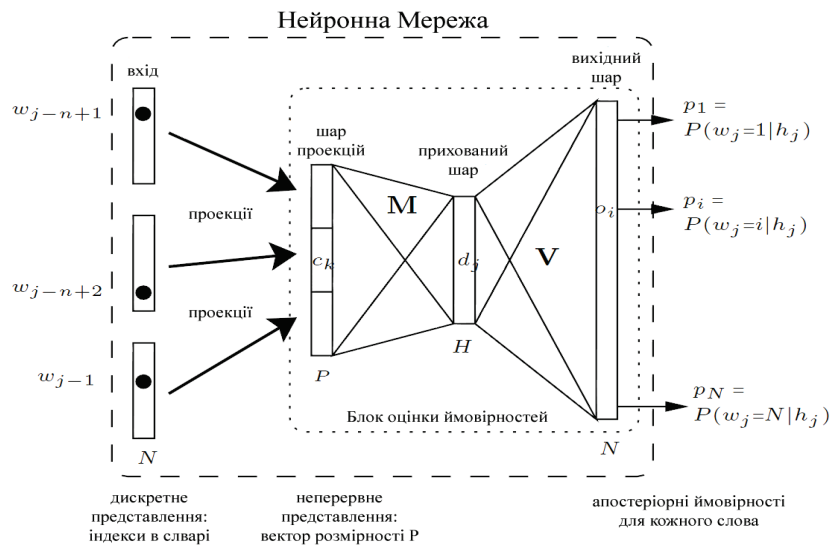 Нейронна Мережа
вхід
вихідний
шар
w_{j-n+1}
p_1 =
P(w_j=1|h_j)
шар
проекцій
прихований
шар
M
проекції
c_k
d_j
o_i
p_i =
P(w_j=i|h_j)
V
w_{j-n+2}
проекції
w_{j-1}
P
H
p_N =
P(w_j=N|h_j)
Блок оцінки ймовірностей
N
N
дискретне
представлення:
індекси в слварі
неперервне
представлення:
вектор розмірності P
апостеріорні ймовірності
для кожного слова